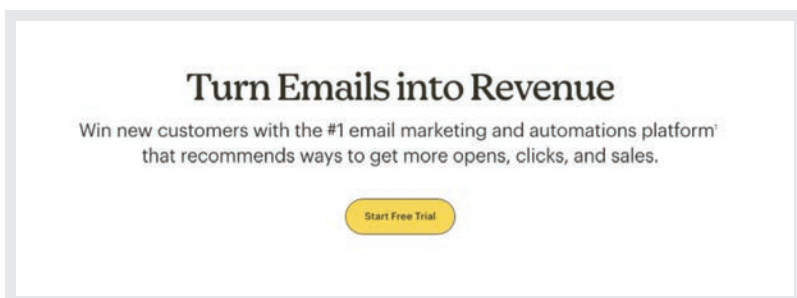 Turn Emails into Revenue
Win new customers with the #1 email marketing and automations platform
that recommends ways to get more opens, clicks, and sales.
Start Free Trial